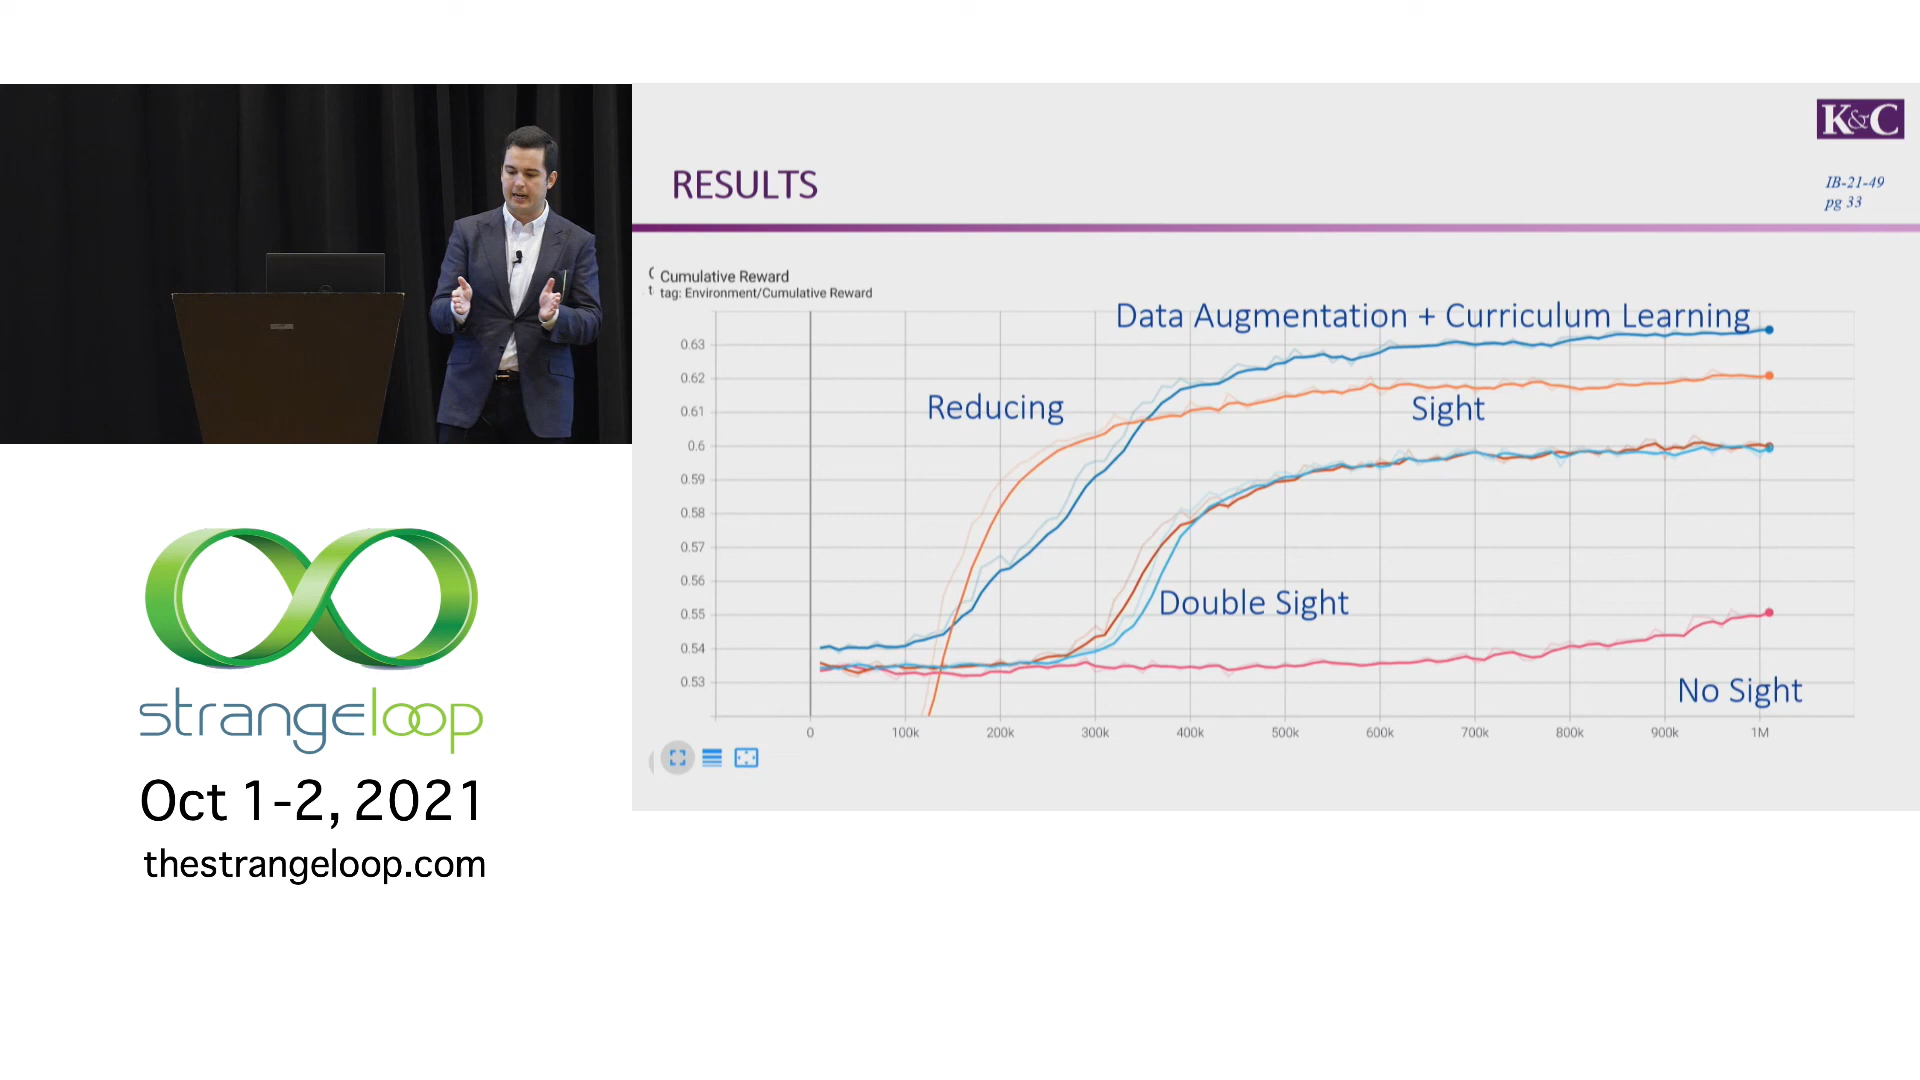 K&C
IB-21-49
pg 33
RESULTS
Cumulative Reward
tag: Environment/Cumulative Reward
Data Augmentation + Curriculum Learning
Reducing
Sight
Double Sight
No Sight
0.63
0.62
0.61
0.6
0.59
0.58
0.57
0.56
0.55
0.54
0.53
0 100k 200k 300k 400k 500k 600k 700k 800k 900k 1M
strangeloop
Oct 1-2, 2021
thestrangeloop.com